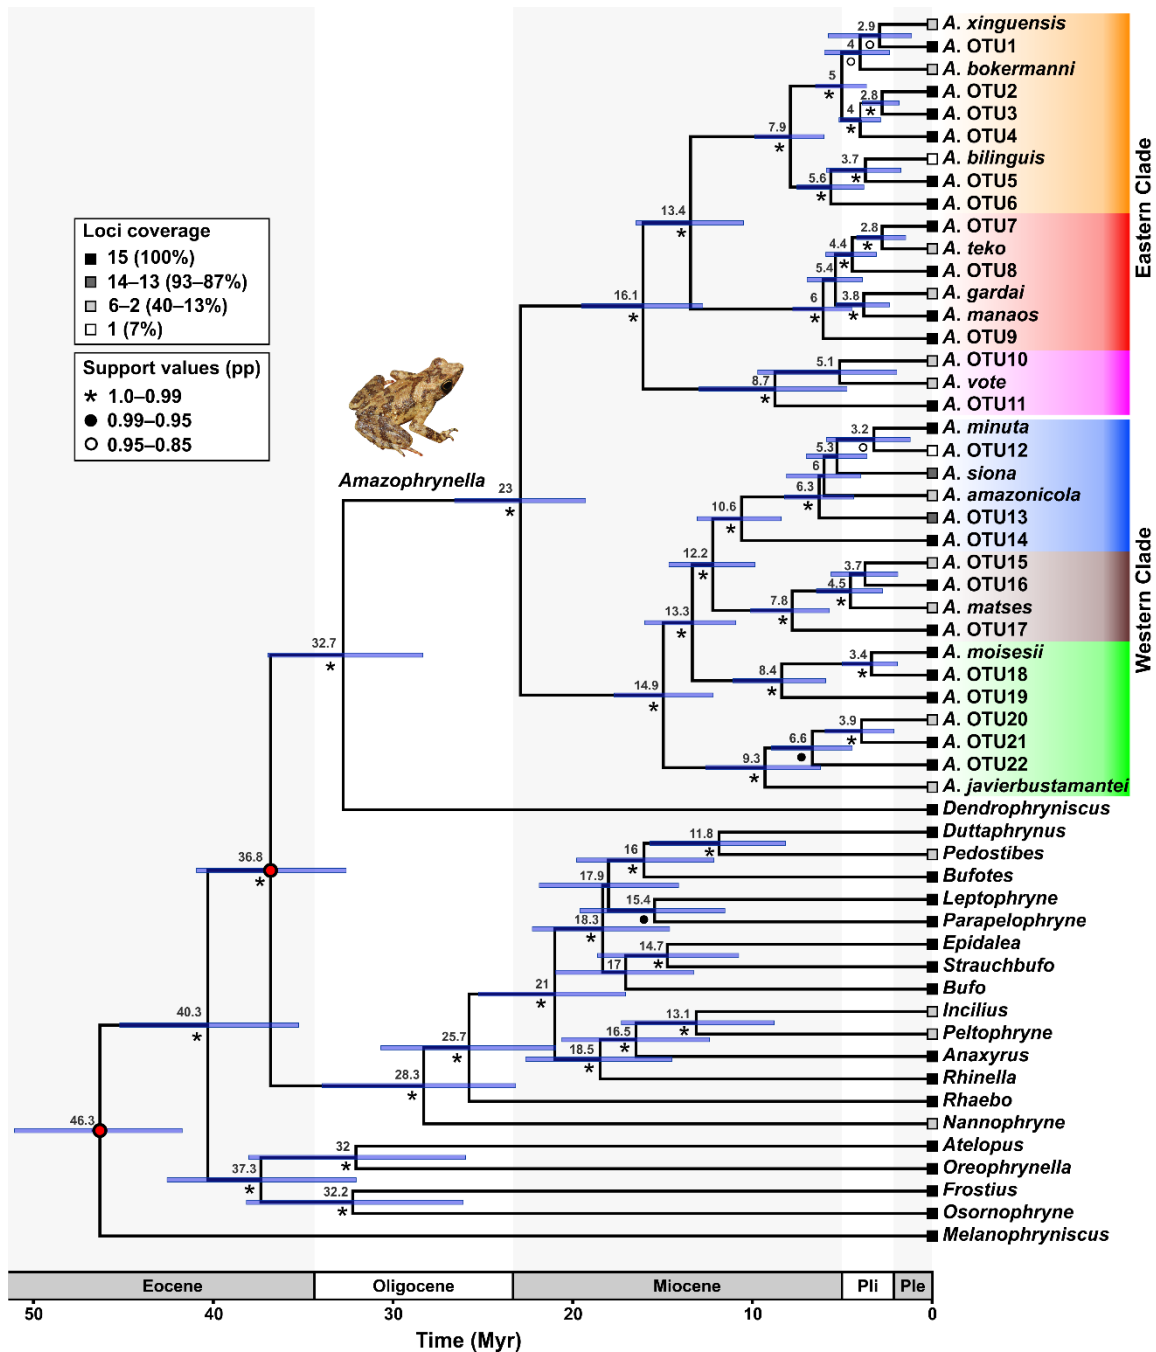 A. xinguensis
A. OTU1
A. bokermanni
A. OTU2
A. OTU3
A. OTU4
A. bilinguis
A. OTU5
A. OTU6
A. OTU7
A. teko
A. OTU8
A. gardai
A. manaos
A. OTU9
A. OTU10
A. vote
A. OTU11
Eastern Clade
A. minuta
A. OTU12
A. siona
A. amazonicola
A. OTU13
A. OTU14
A. OTU15
A. OTU16
A. matses
A. OTU17
A. moisesii
A. OTU18
A. OTU19
A. OTU20
A. OTU21
A. OTU22
A. javierbustamantei
Western Clade
Dendrophryniscus
Duttaphrynus
Pedostibes
Bufotes
Leptophryne
Parapelophryne
Epidalea
Strauchbufo
Bufo
Incilius
Peltophryne
Anaxyrus
Rhinella
Rhaebo
Nannophryne
Atelopus
Oreophrynella
Frostius
Osornophryne
Melanophryniscus
Loci coverage
15 (100%)
14–13 (93–87%)
6–2 (40–13%)
1 (7%)
Support values (pp)
* 1.0–0.99
0.99–0.95
0.95–0.85
Amazophrynella
2.9
4
5
2.8
4
7.9
3.7
5.6
13.4
2.8
4.4
5.4
3.8
6
16.1
5.1
8.7
3.2
5.3
6
6.3
23
10.6
12.2
3.7
4.5
7.8
13.3
3.4
8.4
14.9
3.9
6.6
9.3
32.7
36.8
11.8
16
17.9
15.4
18.3
14.7
17
21
13.1
16.5
18.5
25.7
28.3
40.3
46.3
32
37.3
32.2
Eocene
Oligocene
Miocene
Pli
Ple
50
40
30
20
10
0
Time (Myr)